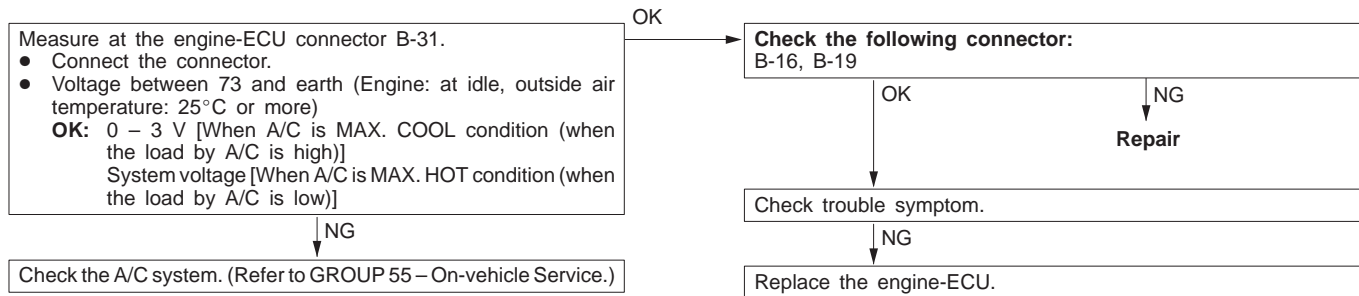 Measure at the engine-ECU connector B-31.
● Connect the connector.
● Voltage between 73 and earth (Engine: at idle, outside air
temperature: 25°C or more)
OK: 0 – 3 V [When A/C is MAX. COOL condition (when
the load by A/C is high)]
System voltage [When A/C is MAX. HOT condition (when
the load by A/C is low)]
NG
Check the A/C system. (Refer to GROUP 55 – On-vehicle Service.)
OK
Check the following connector:
B-16, B-19
OK
NG
Repair
Check trouble symptom.
NG
Replace the engine-ECU.